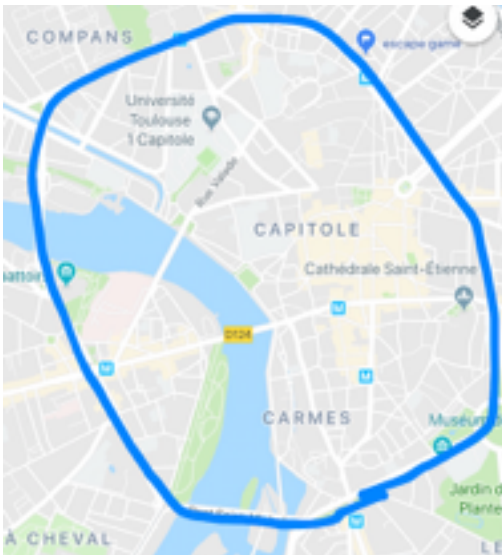 COMPANS
escape game
Université
Toulouse
1 Capitole
Rue Valade
CAPITOLE
Cathédrale Saint-Étienne
D124
CARMES
Muséum
Jardin d
Plante
À CHEVAL
LE